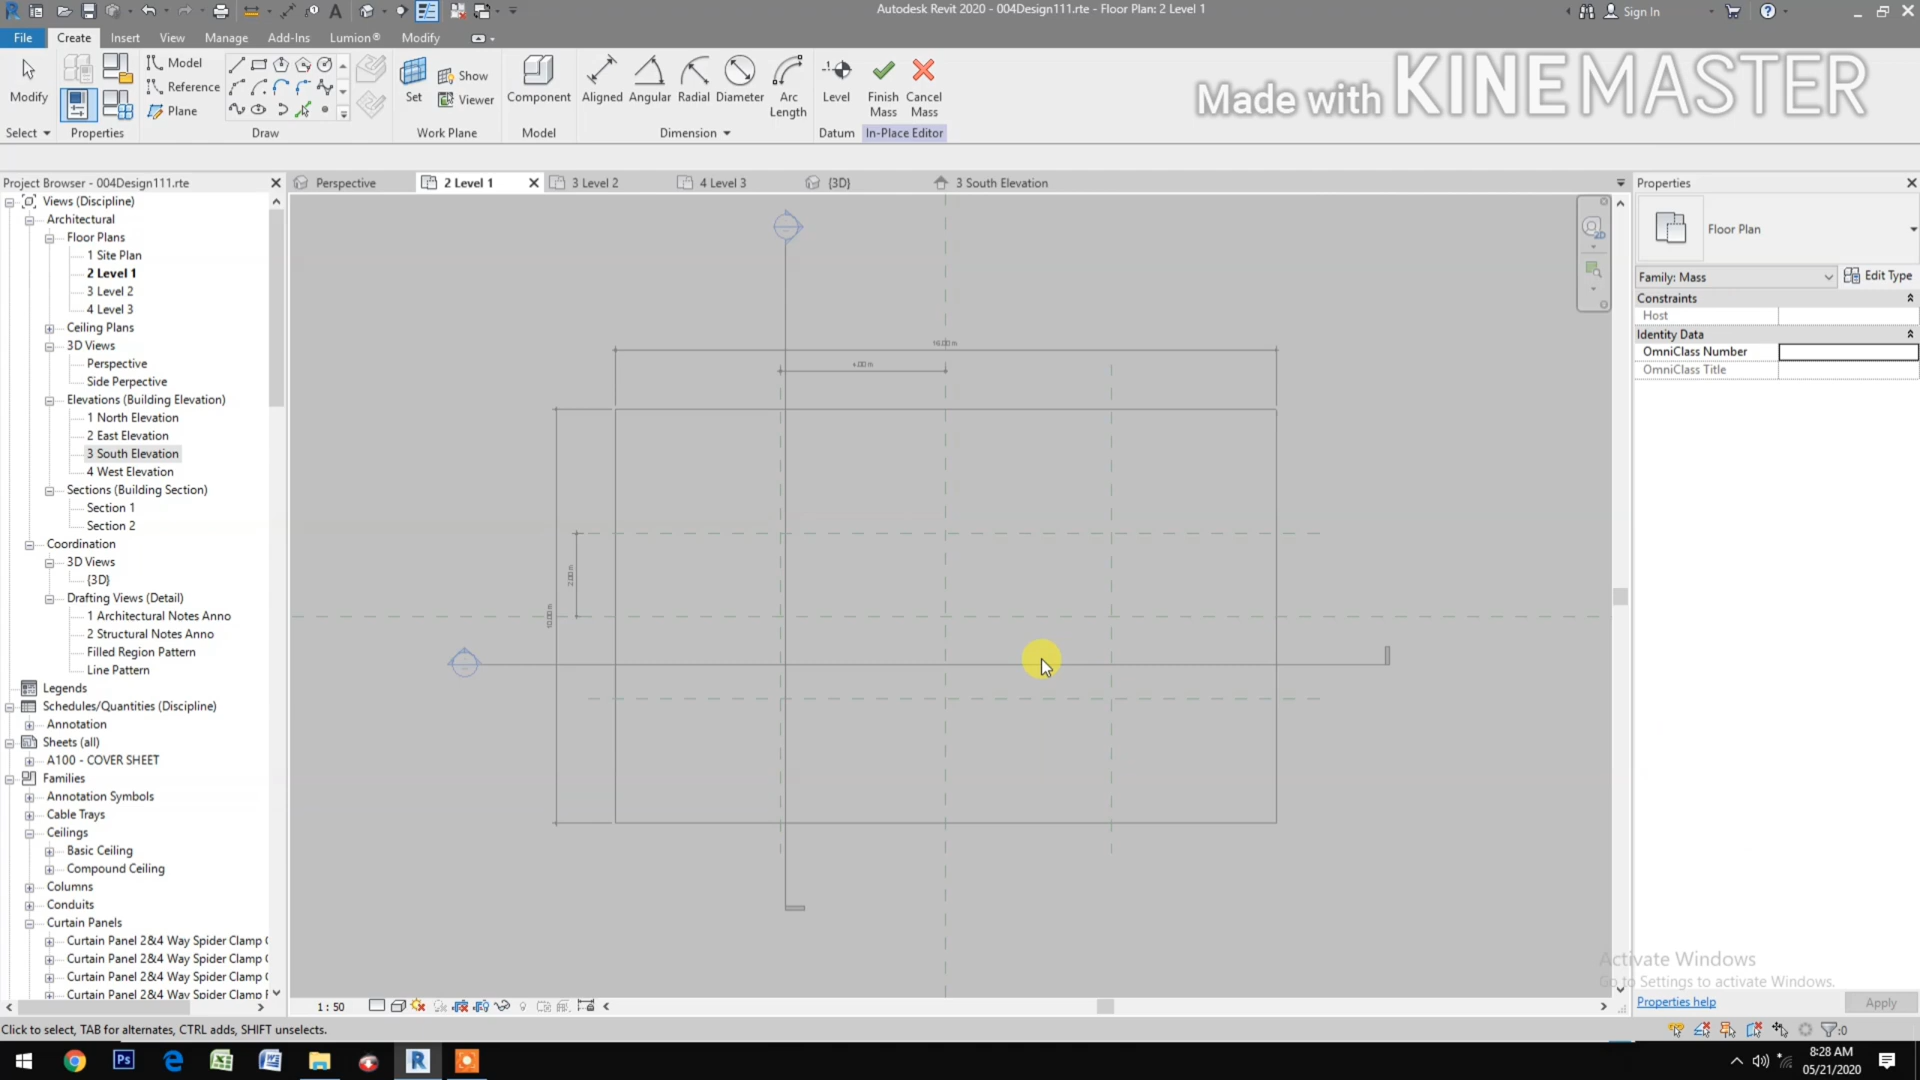 Autodesk Revit 2020 - 004Design111.rte - Floor Plan: 2 Level 1
Sign In
File Create Insert View Manage Add-Ins Lumion® Modify
Modify
Model
Reference
Plane
Set
Show
Viewer
Component
Aligned Angular Radial Diameter Arc Length
Level
Finish Mass
Cancel Mass
Select Properties Draw Work Plane Model Dimension Datum In-Place Editor
Made with KINEMASTER
Project Browser - 004Design111.rte
Perspective
2 Level 1
3 Level 2
4 Level 3
{3D}
3 South Elevation
Properties
Views (Discipline)
Architectural
Floor Plans
1 Site Plan
2 Level 1
3 Level 2
4 Level 3
Ceiling Plans
3D Views
Perspective
Side Perpective
Elevations (Building Elevation)
1 North Elevation
2 East Elevation
3 South Elevation
4 West Elevation
Sections (Building Section)
Section 1
Section 2
Coordination
3D Views
{3D}
Drafting Views (Detail)
1 Architectural Notes Anno
2 Structural Notes Anno
Filled Region Pattern
Line Pattern
Legends
Schedules/Quantities (Discipline)
Annotation
Sheets (all)
A100 - COVER SHEET
Families
Annotation Symbols
Cable Trays
Ceilings
Basic Ceiling
Compound Ceiling
Columns
Conduits
Curtain Panels
Curtain Panel 2&4 Way Spider Clamp
Curtain Panel 2&4 Way Spider Clamp
Curtain Panel 2&4 Way Spider Clamp
Curtain Panel 2&4 Way Spider Clamp
2D
16.00 m
4.00 m
2.00 m
10.00 m
Floor Plan
Family: Mass
Edit Type
Constraints
Host
Identity Data
OmniClass Number
OmniClass Title
Activate Windows
Go to Settings to activate Windows.
1 : 50
Properties help
Apply
Click to select, TAB for alternates, CTRL adds, SHIFT unselects.
:0
8:28 AM
05/21/2020